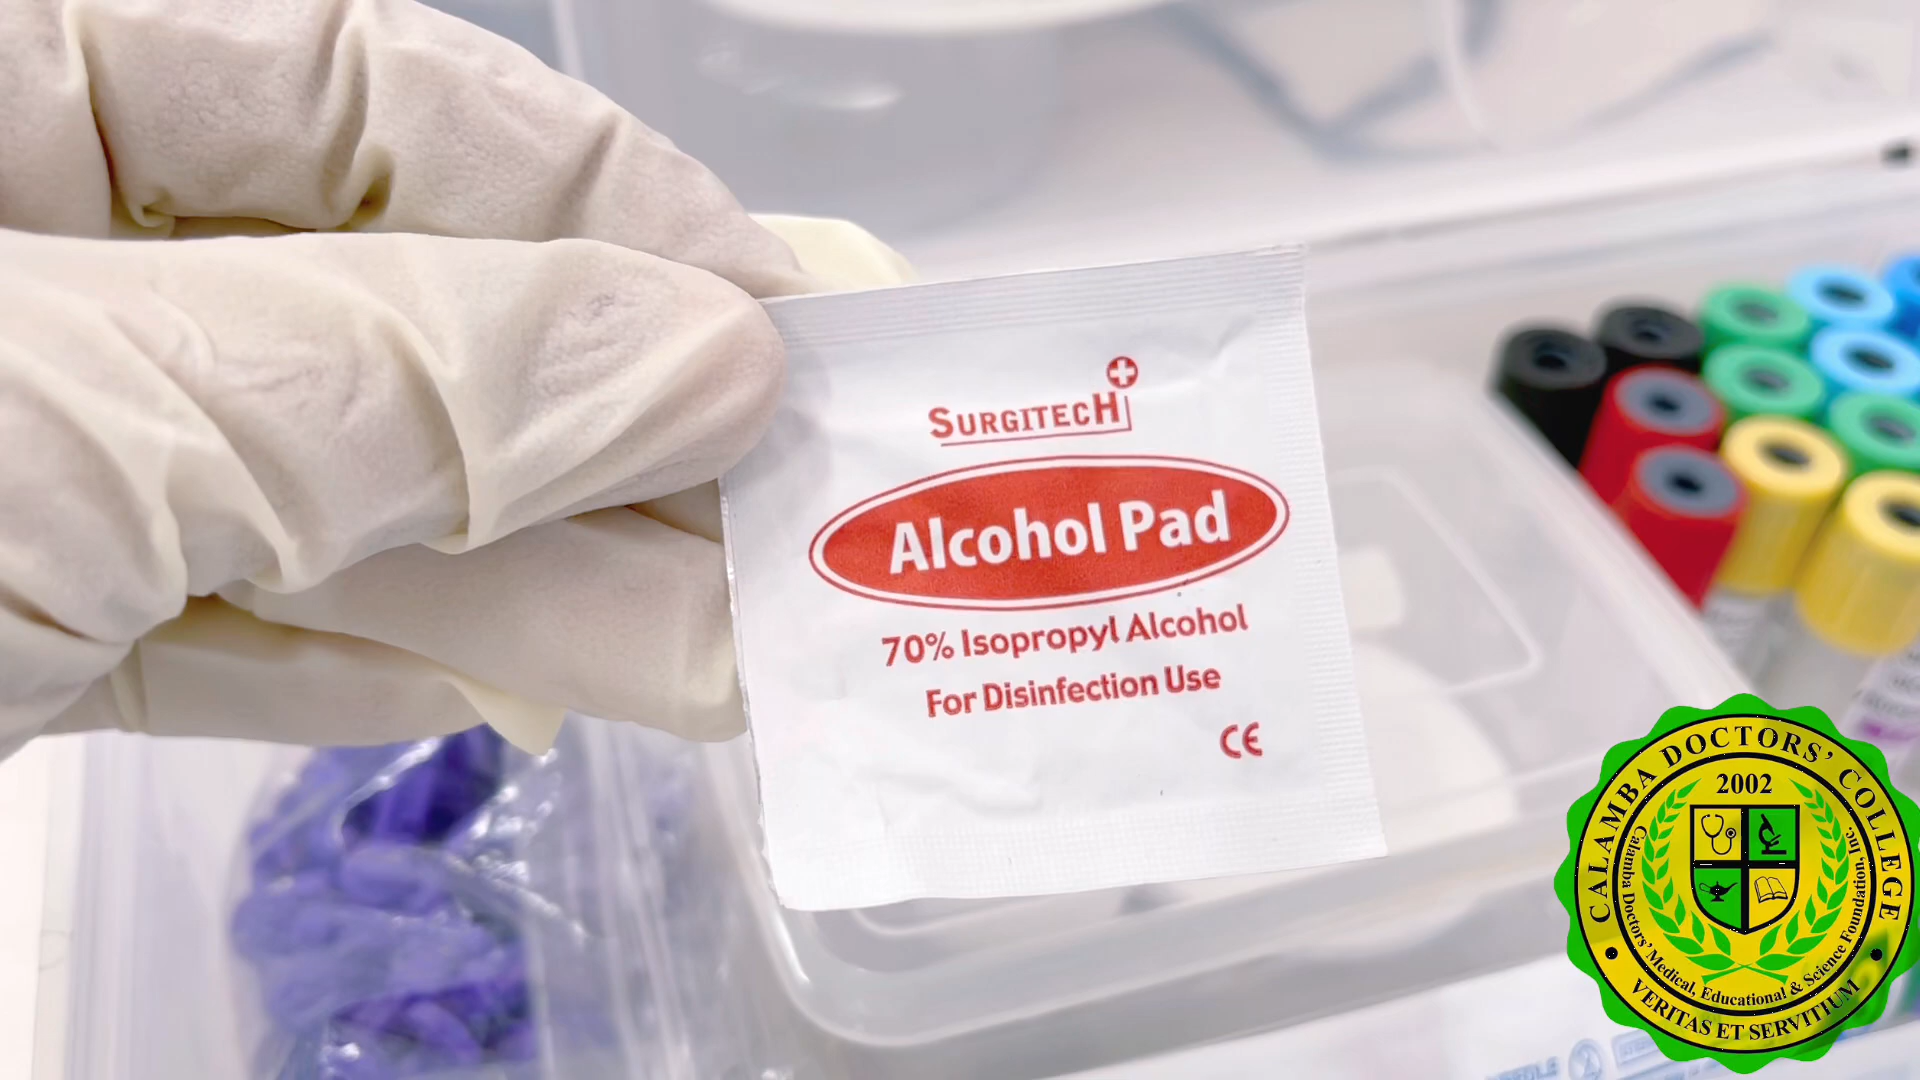 SURGITECH
Alcohol Pad
70% Isopropyl Alcohol
For Disinfection Use
CE
CALAMBA DOCTORS' COLLEGE
2002
Calamba Doctors' Medical, Educational & Science Foundation, Inc.
VERITAS ET SERVITIUM